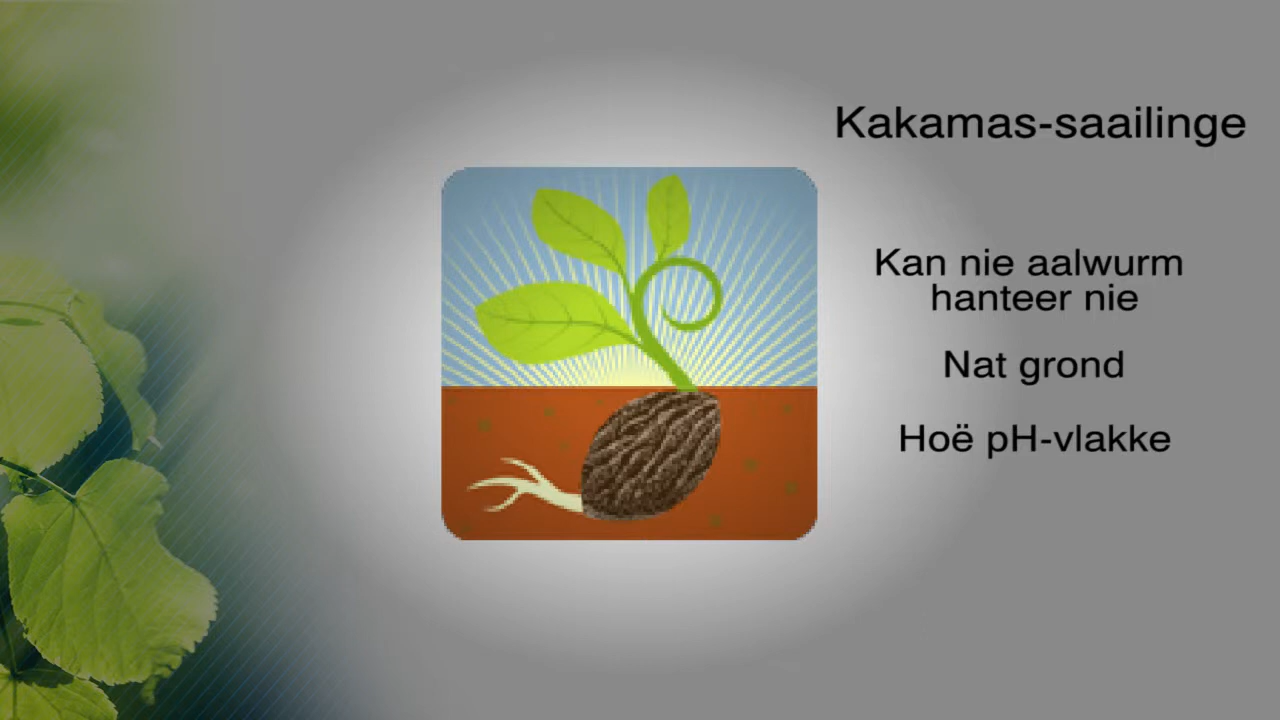 Kakamas-saailinge
Kan nie aalwurm
hanteer nie
Nat grond
Hoë pH-vlakke